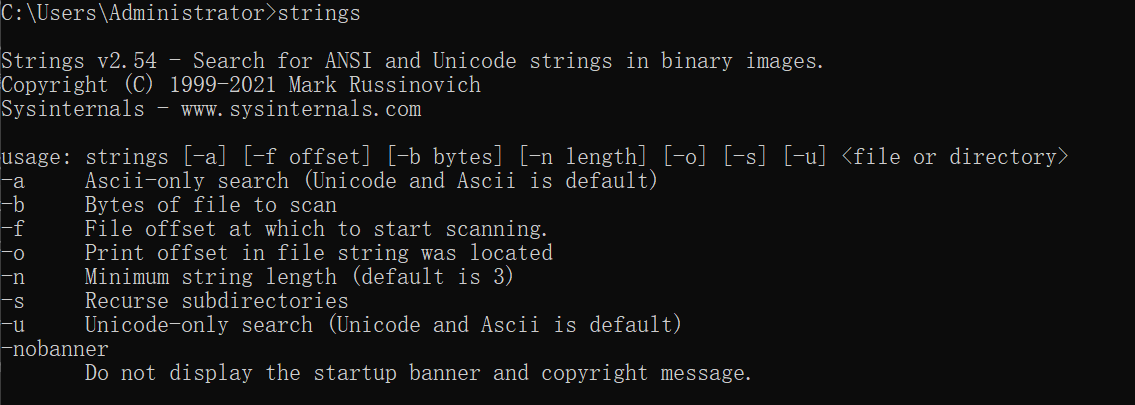 C:\Users\Administrator>strings
Strings v2.54 - Search for ANSI and Unicode strings in binary images.
Copyright (C) 1999-2021 Mark Russinovich
Sysinternals - www.sysinternals.com
usage: strings [-a] [-f offset] [-b bytes] [-n length] [-o] [-s] [-u] <file or directory>
-a     Ascii-only search (Unicode and Ascii is default)
-b     Bytes of file to scan
-f     File offset at which to start scanning.
-o     Print offset in file string was located
-n     Minimum string length (default is 3)
-s     Recurse subdirectories
-u     Unicode-only search (Unicode and Ascii is default)
-nobanner
       Do not display the startup banner and copyright message.